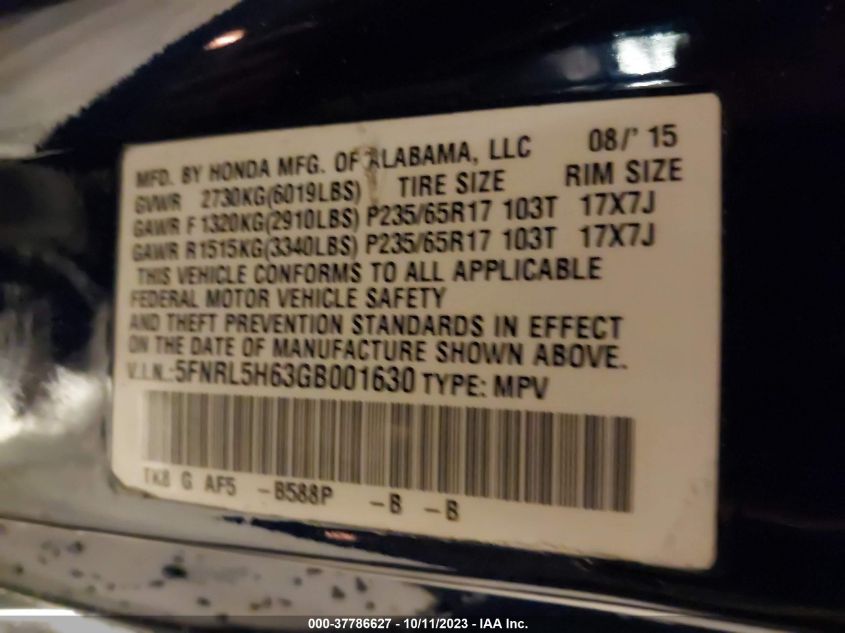 MFD. BY HONDA MFG. OF ALABAMA, LLC 08/' 15
GVWR 2730KG(6019LBS) TIRE SIZE RIM SIZE
GAWR F 1320KG(2910LBS) P235/65R17 103T 17X7J
GAWR R1515KG(3340LBS) P235/65R17 103T 17X7J
THIS VEHICLE CONFORMS TO ALL APPLICABLE
FEDERAL MOTOR VEHICLE SAFETY
AND THEFT PREVENTION STANDARDS IN EFFECT
ON THE DATE OF MANUFACTURE SHOWN ABOVE.
V.I.N.:5FNRL5H63GB001630 TYPE: MPV
TK8 G AF5 -B588P -B -B
000-37786627 - 10/11/2023 - IAA Inc.